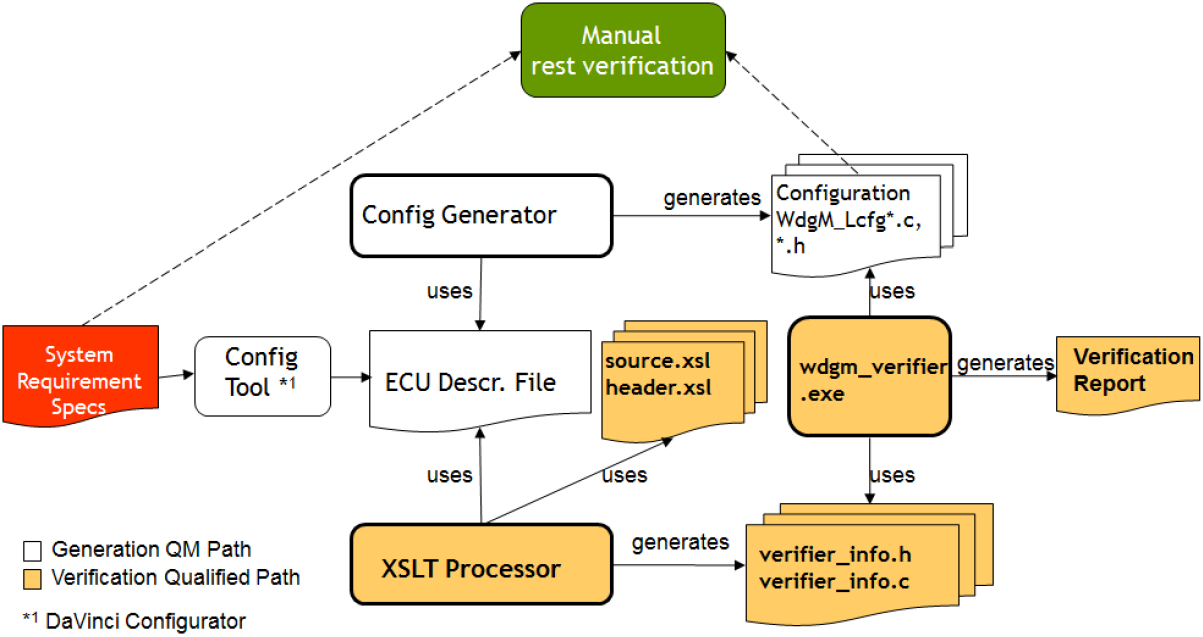 Manual
rest verification
Config Generator
generates
Configuration
WdgM_Lcfg*.c,
*.h
uses
uses
System
Requirement
Specs
Config
Tool *1
ECU Descr. File
source.xsl
header.xsl
wdgm_verifier
.exe
generates
Verification
Report
uses
uses
uses
XSLT Processor
generates
verifier_info.h
verifier_info.c
Generation QM Path
Verification Qualified Path
*1 DaVinci Configurator